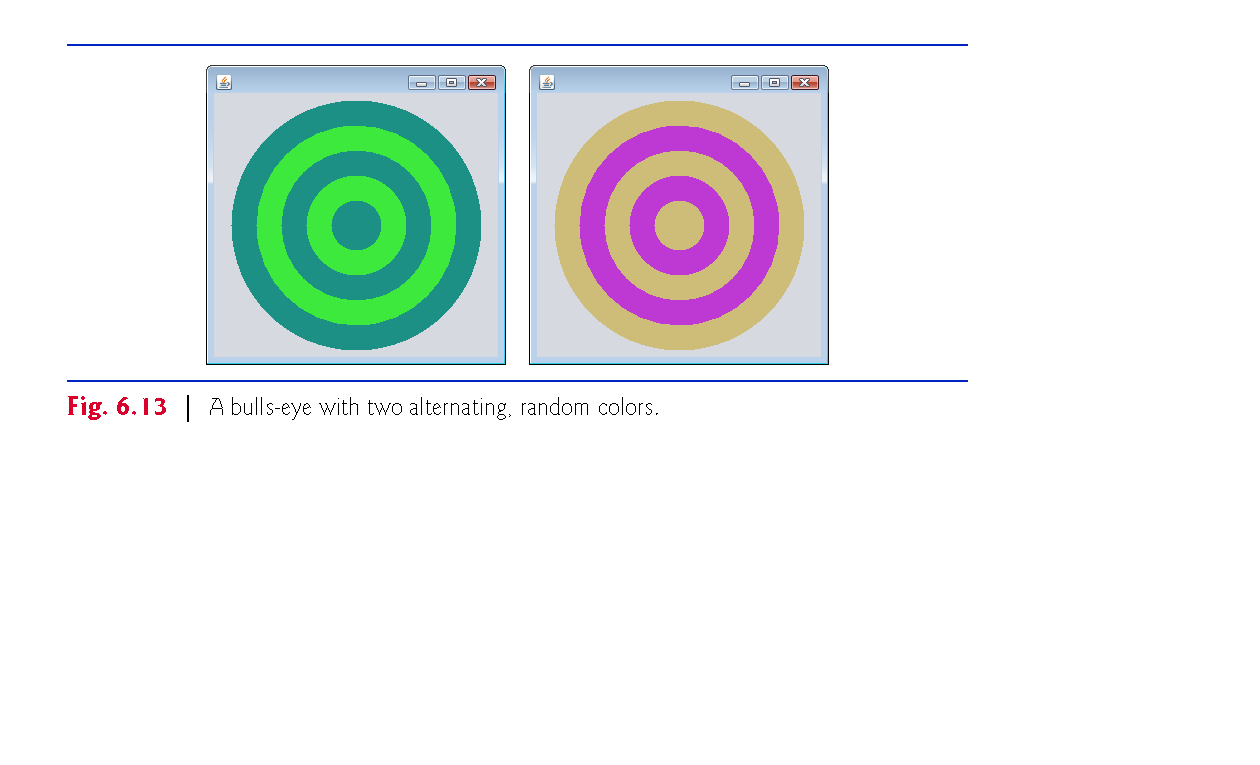 Fig. 6.13 | A bulls-eye with two alternating, random colors.